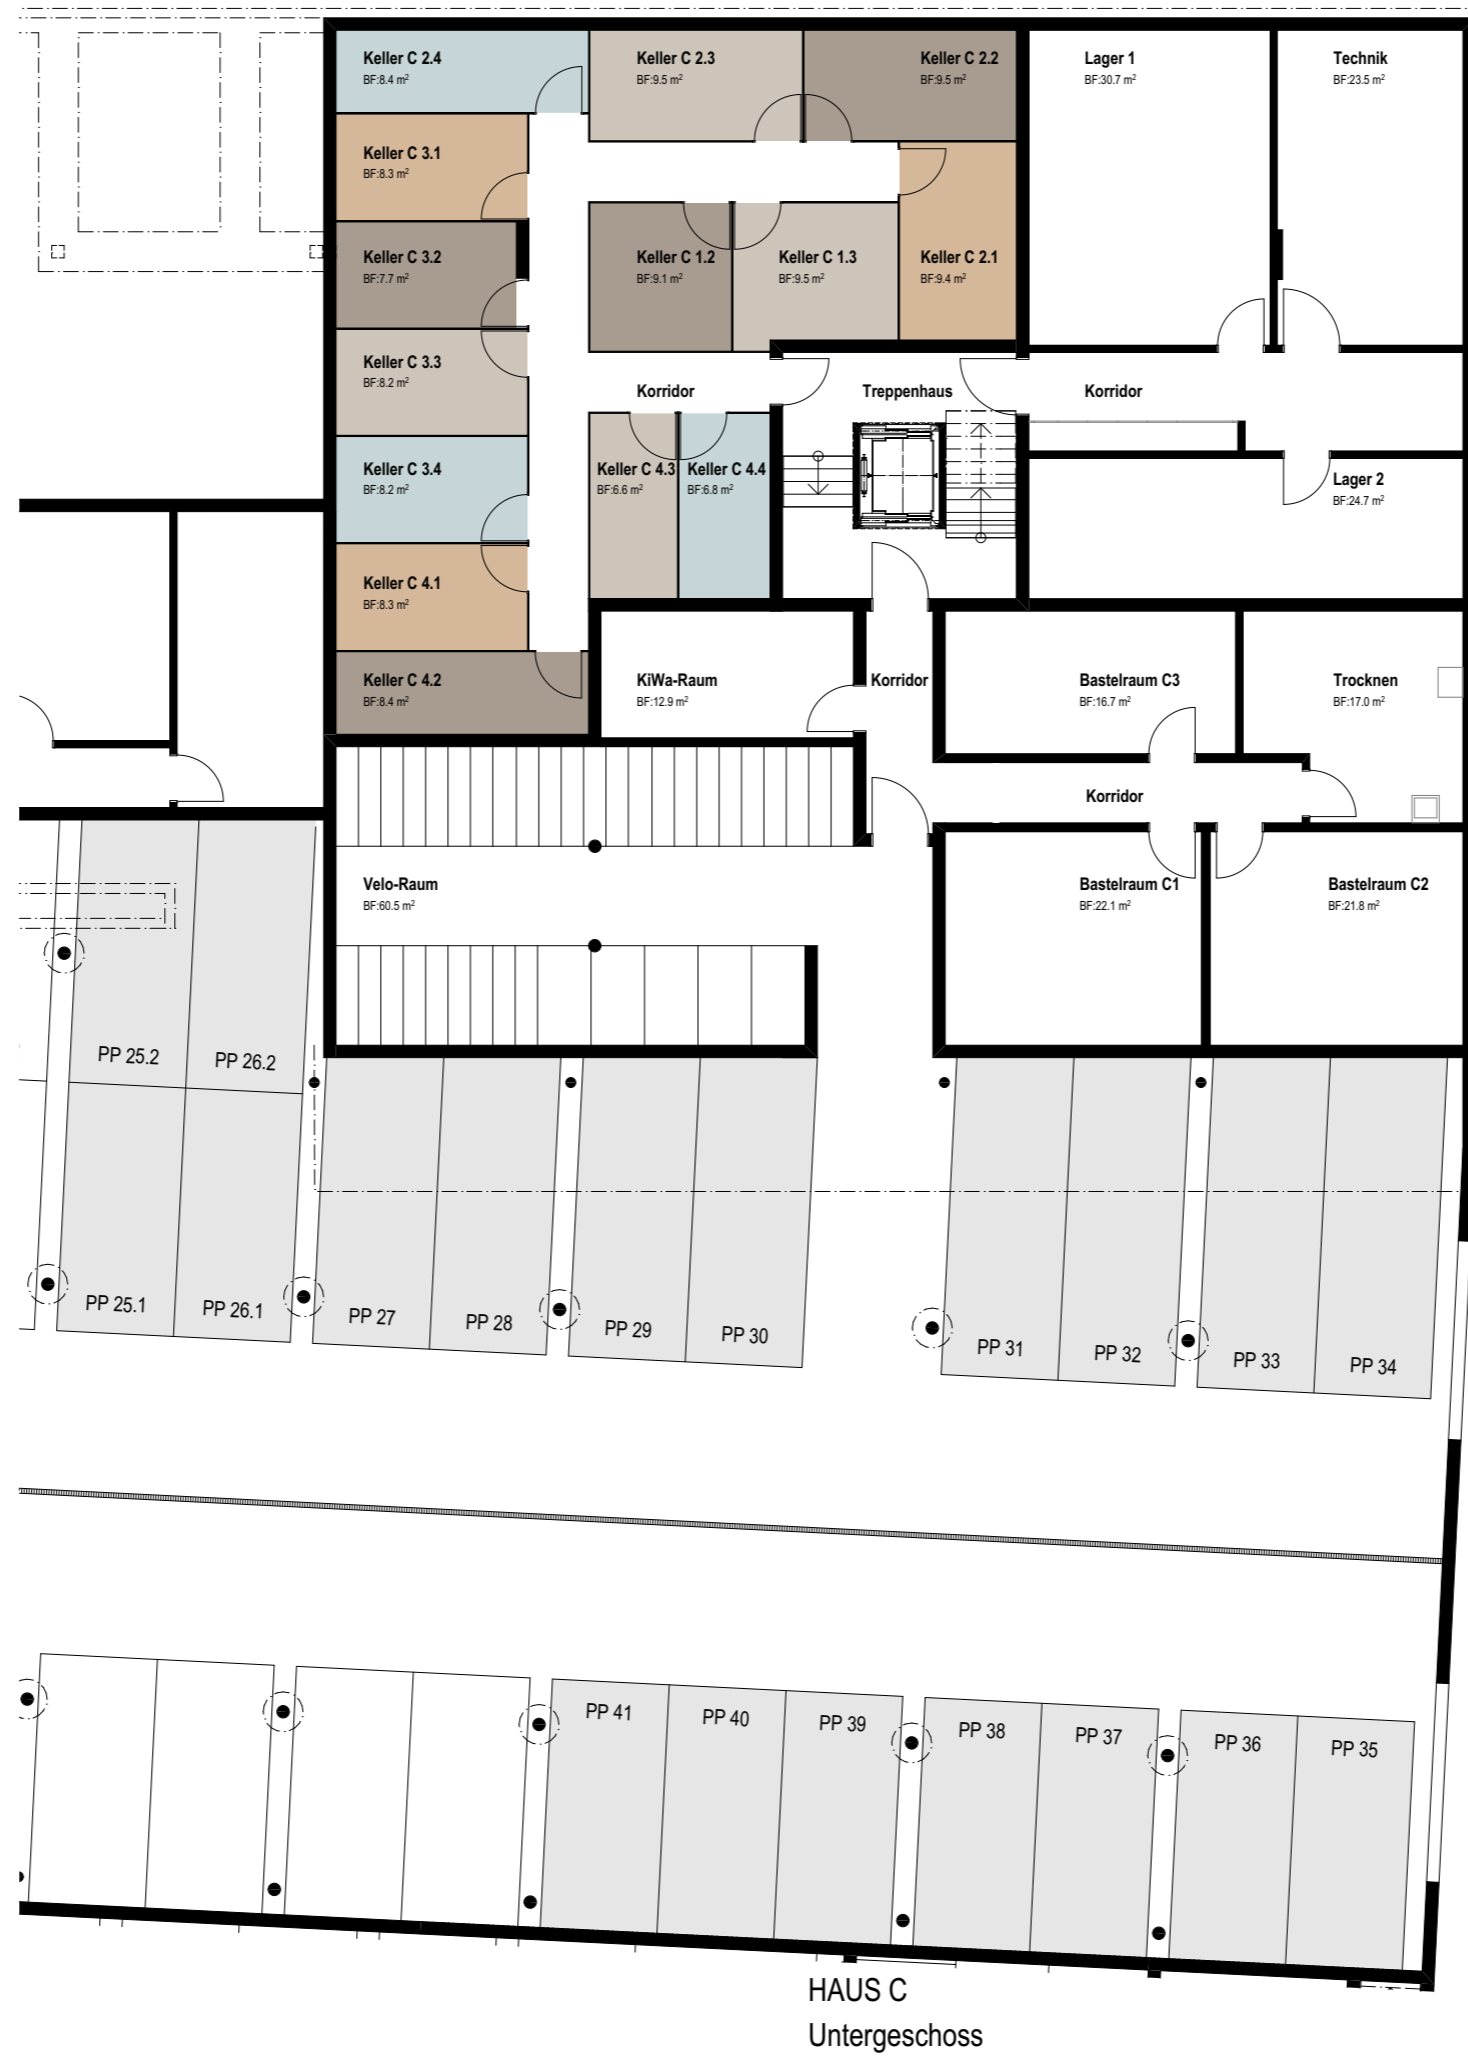 Keller C 2.4
BF:8.4 m²
Keller C 2.3
BF:9.5 m²
Keller C 2.2
BF:9.5 m²
Lager 1
BF:30.7 m²
Technik
BF:23.5 m²
Keller C 3.1
BF:8.3 m²
Keller C 3.2
BF:7.7 m²
Keller C 1.2
BF:9.1 m²
Keller C 1.3
BF:9.5 m²
Keller C 2.1
BF:9.4 m²
Keller C 3.3
BF:8.2 m²
Korridor
Treppenhaus
Korridor
Keller C 3.4
BF:8.2 m²
Keller C 4.3
BF:6.6 m²
Keller C 4.4
BF:6.8 m²
Lager 2
BF:24.7 m²
Keller C 4.1
BF:8.3 m²
Keller C 4.2
BF:8.4 m²
KiWa-Raum
BF:12.9 m²
Korridor
Bastelraum C3
BF:16.7 m²
Trocknen
BF:17.0 m²
Korridor
Velo-Raum
BF:60.5 m²
Bastelraum C1
BF:22.1 m²
Bastelraum C2
BF:21.8 m²
PP 25.2
PP 26.2
PP 25.1
PP 26.1
PP 27
PP 28
PP 29
PP 30
PP 31
PP 32
PP 33
PP 34
PP 41
PP 40
PP 39
PP 38
PP 37
PP 36
PP 35
HAUS C
Untergeschoss